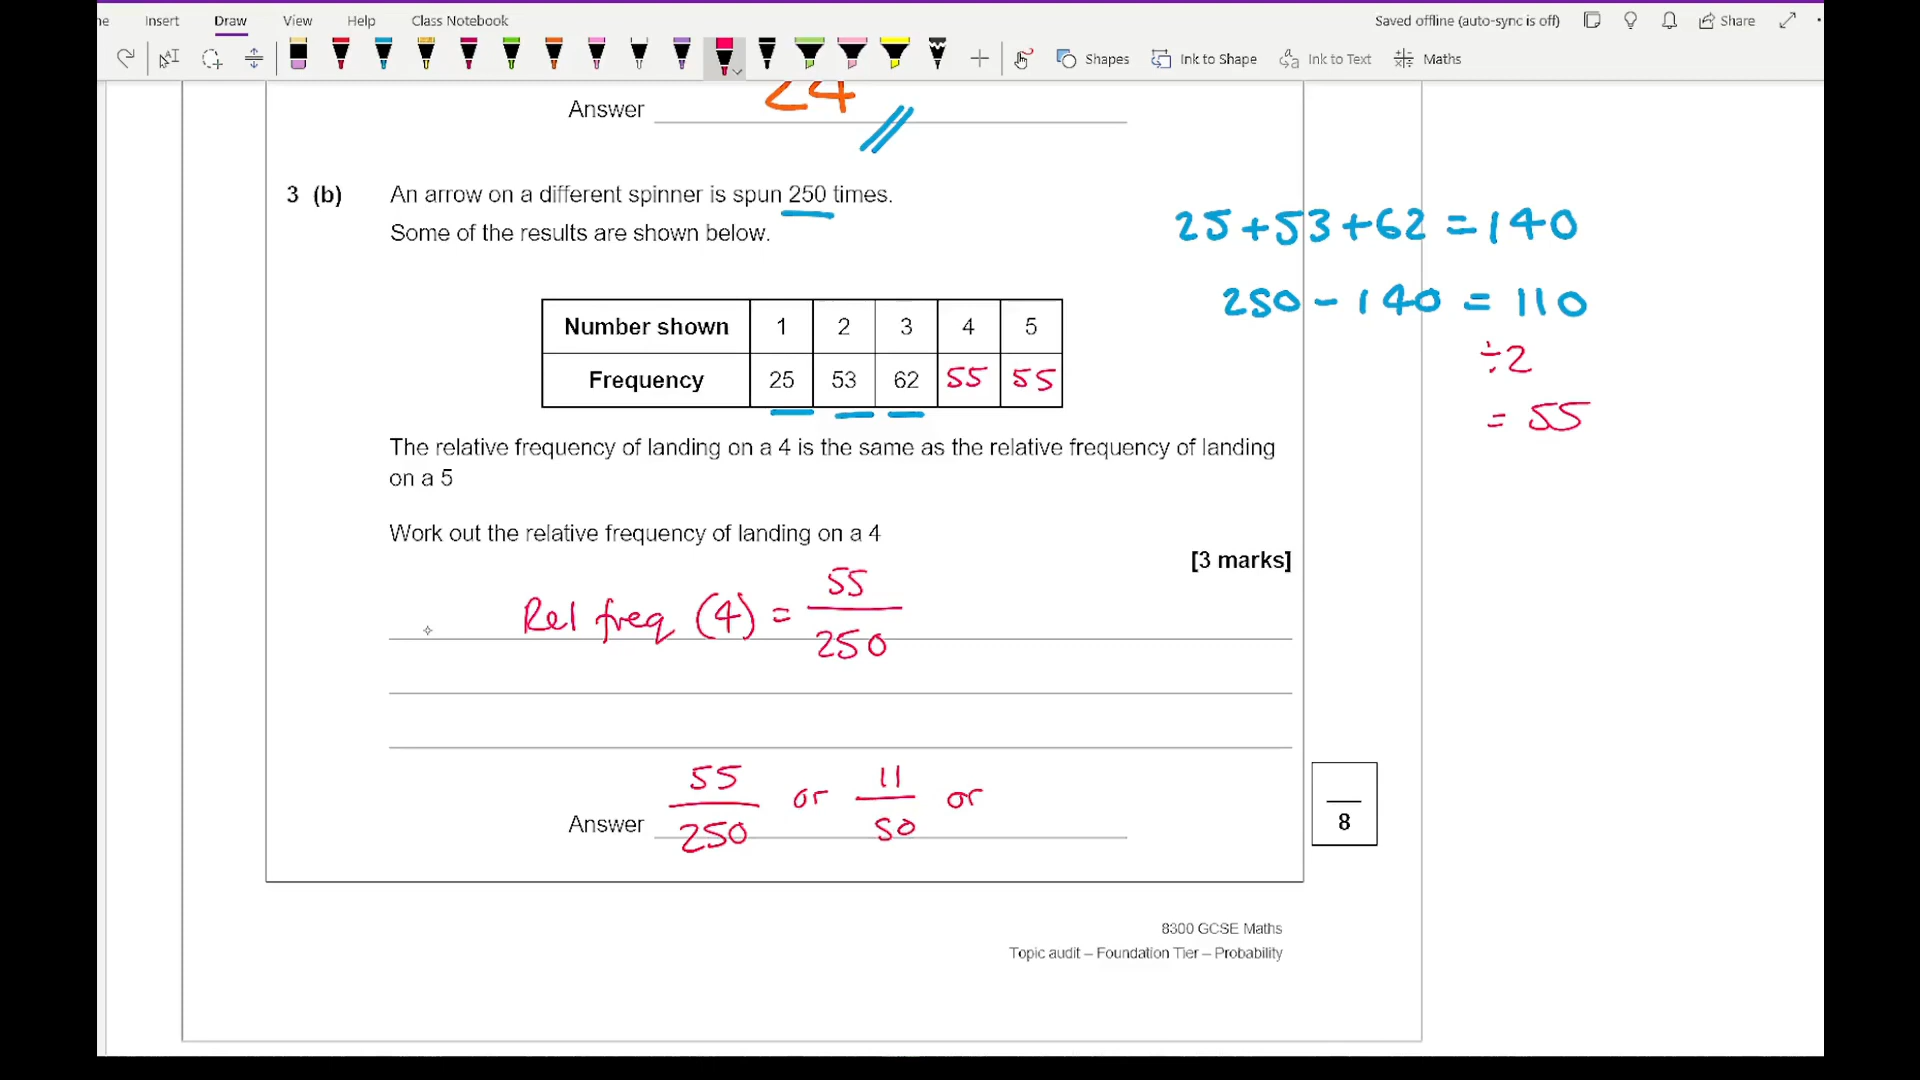 ne Insert Draw View Help Class Notebook Saved offline (auto-sync is off) Share
Shapes Ink to Shape Ink to Text Maths
24
Answer
3 (b) An arrow on a different spinner is spun 250 times.
Some of the results are shown below.
25+53+62 = 140
250 - 140 = 110
÷2
= 55
Number shown 1 2 3 4 5
Frequency 25 53 62 55 55
The relative frequency of landing on a 4 is the same as the relative frequency of landing
on a 5
Work out the relative frequency of landing on a 4
[3 marks]
Rel freq (4) = 55/250
Answer 55/250 or 11/50 or
8
8300 GCSE Maths
Topic audit – Foundation Tier – Probability